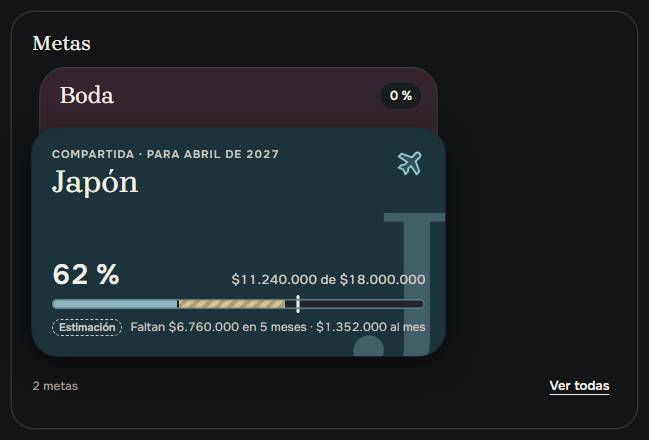 Metas
Boda
0 %
COMPARTIDA · PARA ABRIL DE 2027
Japón
J
62 %
$11.240.000 de $18.000.000
Estimación
Faltan $6.760.000 en 5 meses · $1.352.000 al mes
2 metas
Ver todas